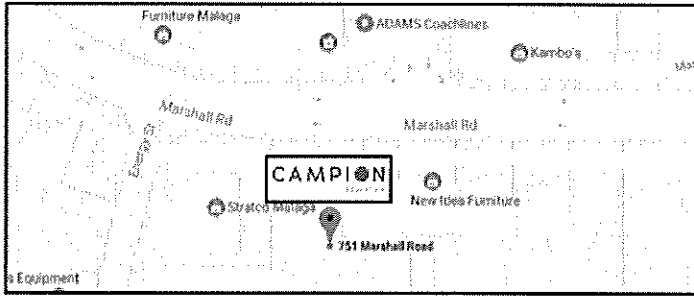 Furniture Malaga
ADAMS Coachlines
Kambo's
Marshall Rd
Marshall Rd
CAMPION
Stratco Malaga
New Idea Furniture
751 Marshall Road
s Equipment